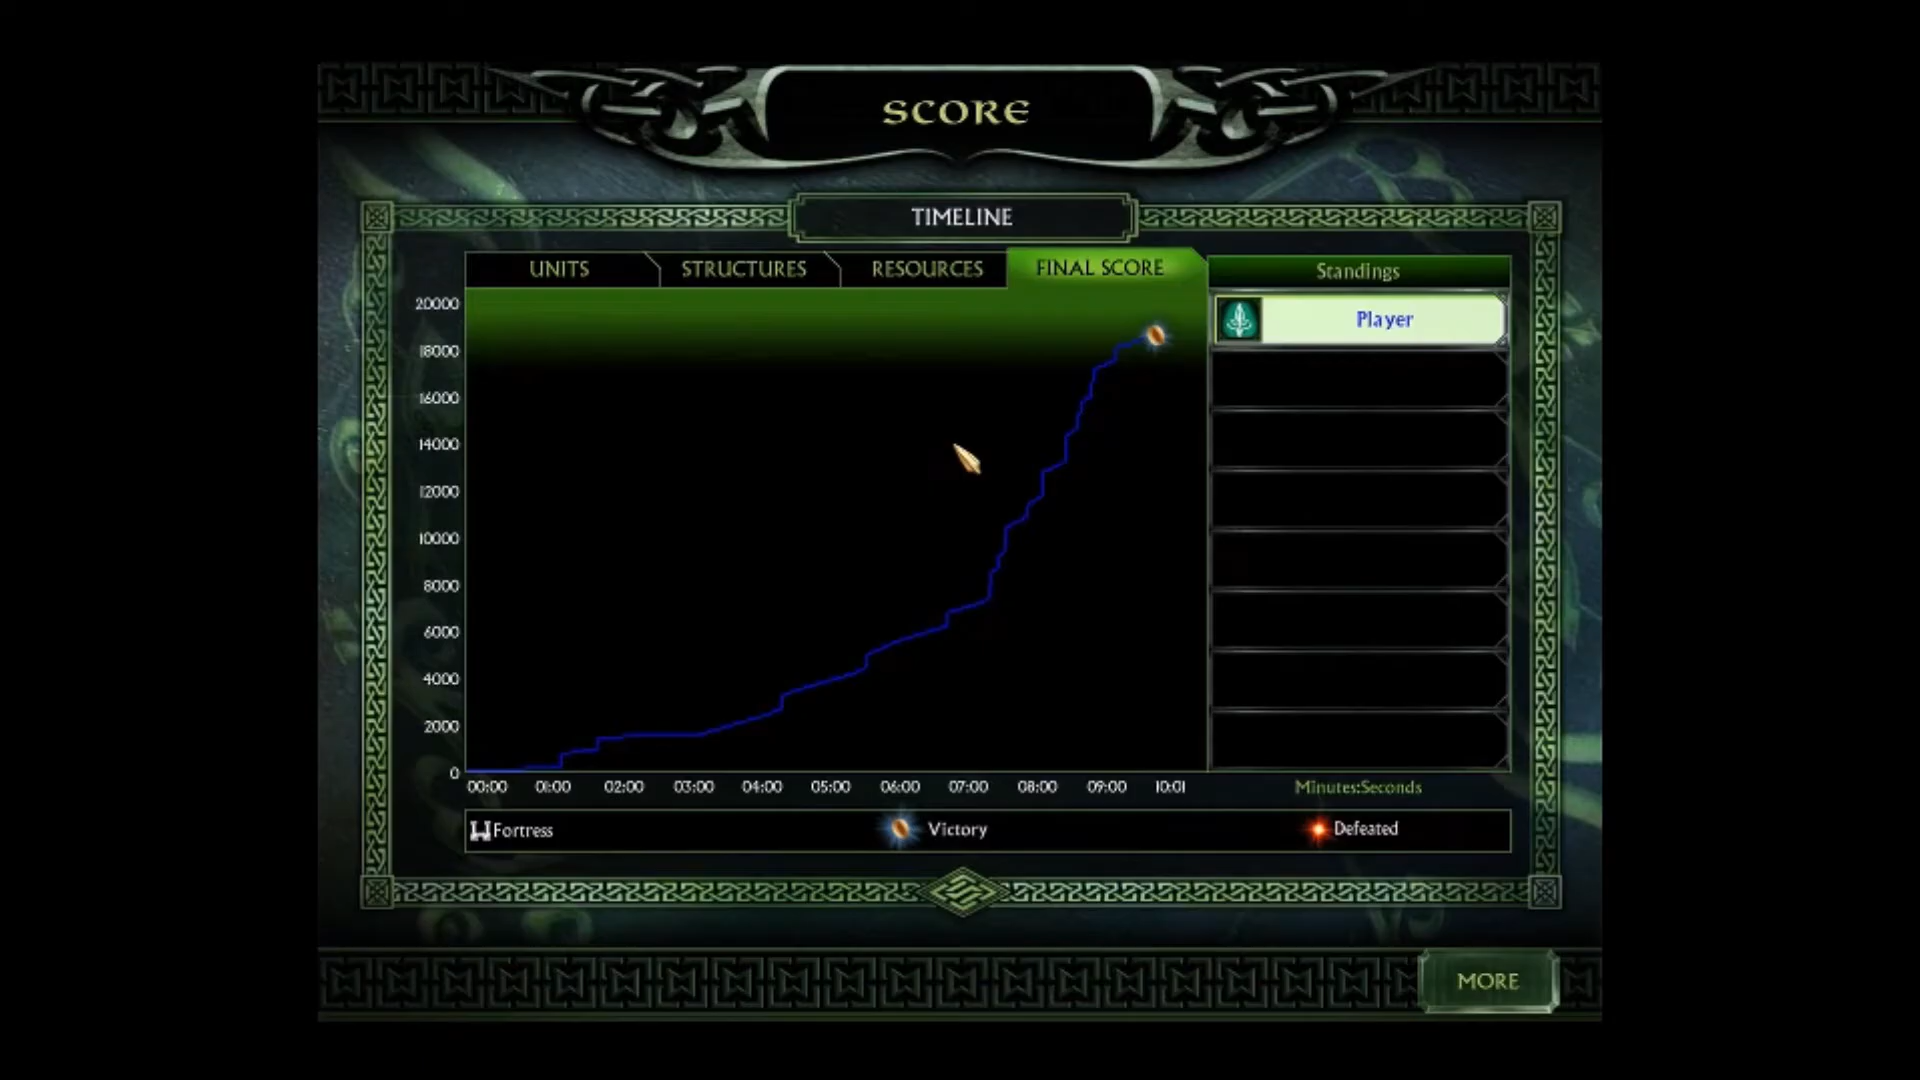 SCORE
TIMELINE
UNITS STRUCTURES RESOURCES FINAL SCORE Standings
Player
20000
18000
16000
14000
12000
10000
8000
6000
4000
2000
0
00:00 01:00 02:00 03:00 04:00 05:00 06:00 07:00 08:00 09:00 10:01 Minutes:Seconds
Fortress Victory Defeated
MORE